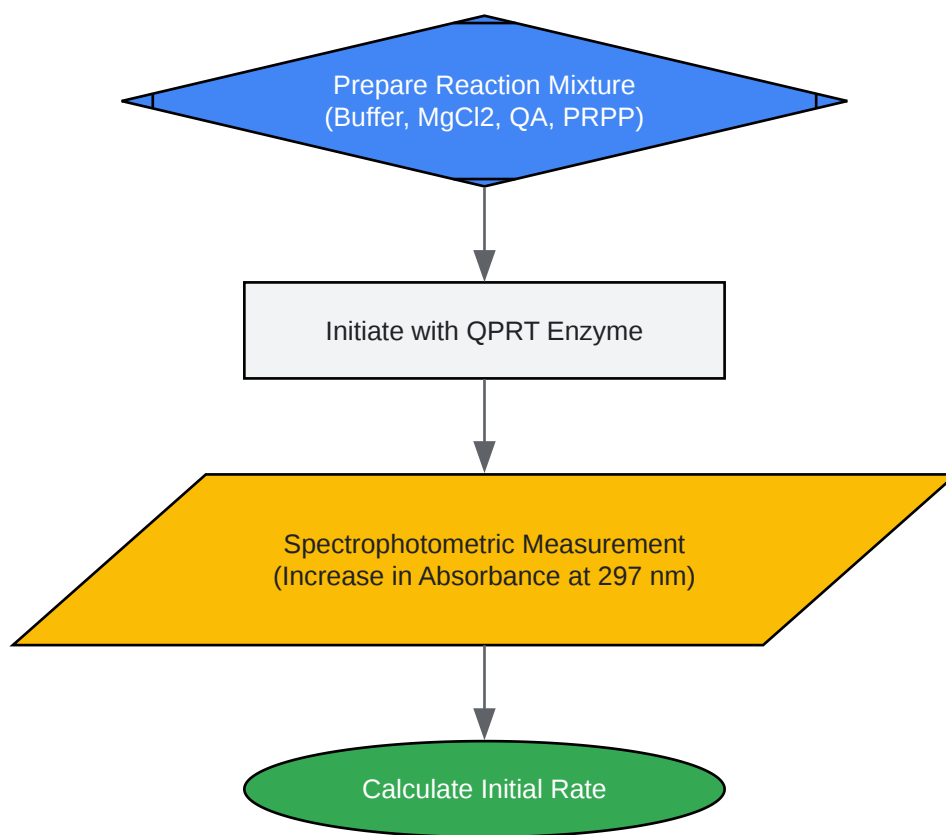 Prepare Reaction Mixture
(Buffer, MgCl2, QA, PRPP)
Initiate with QPRT Enzyme
Spectrophotometric Measurement
(Increase in Absorbance at 297 nm)
Calculate Initial Rate